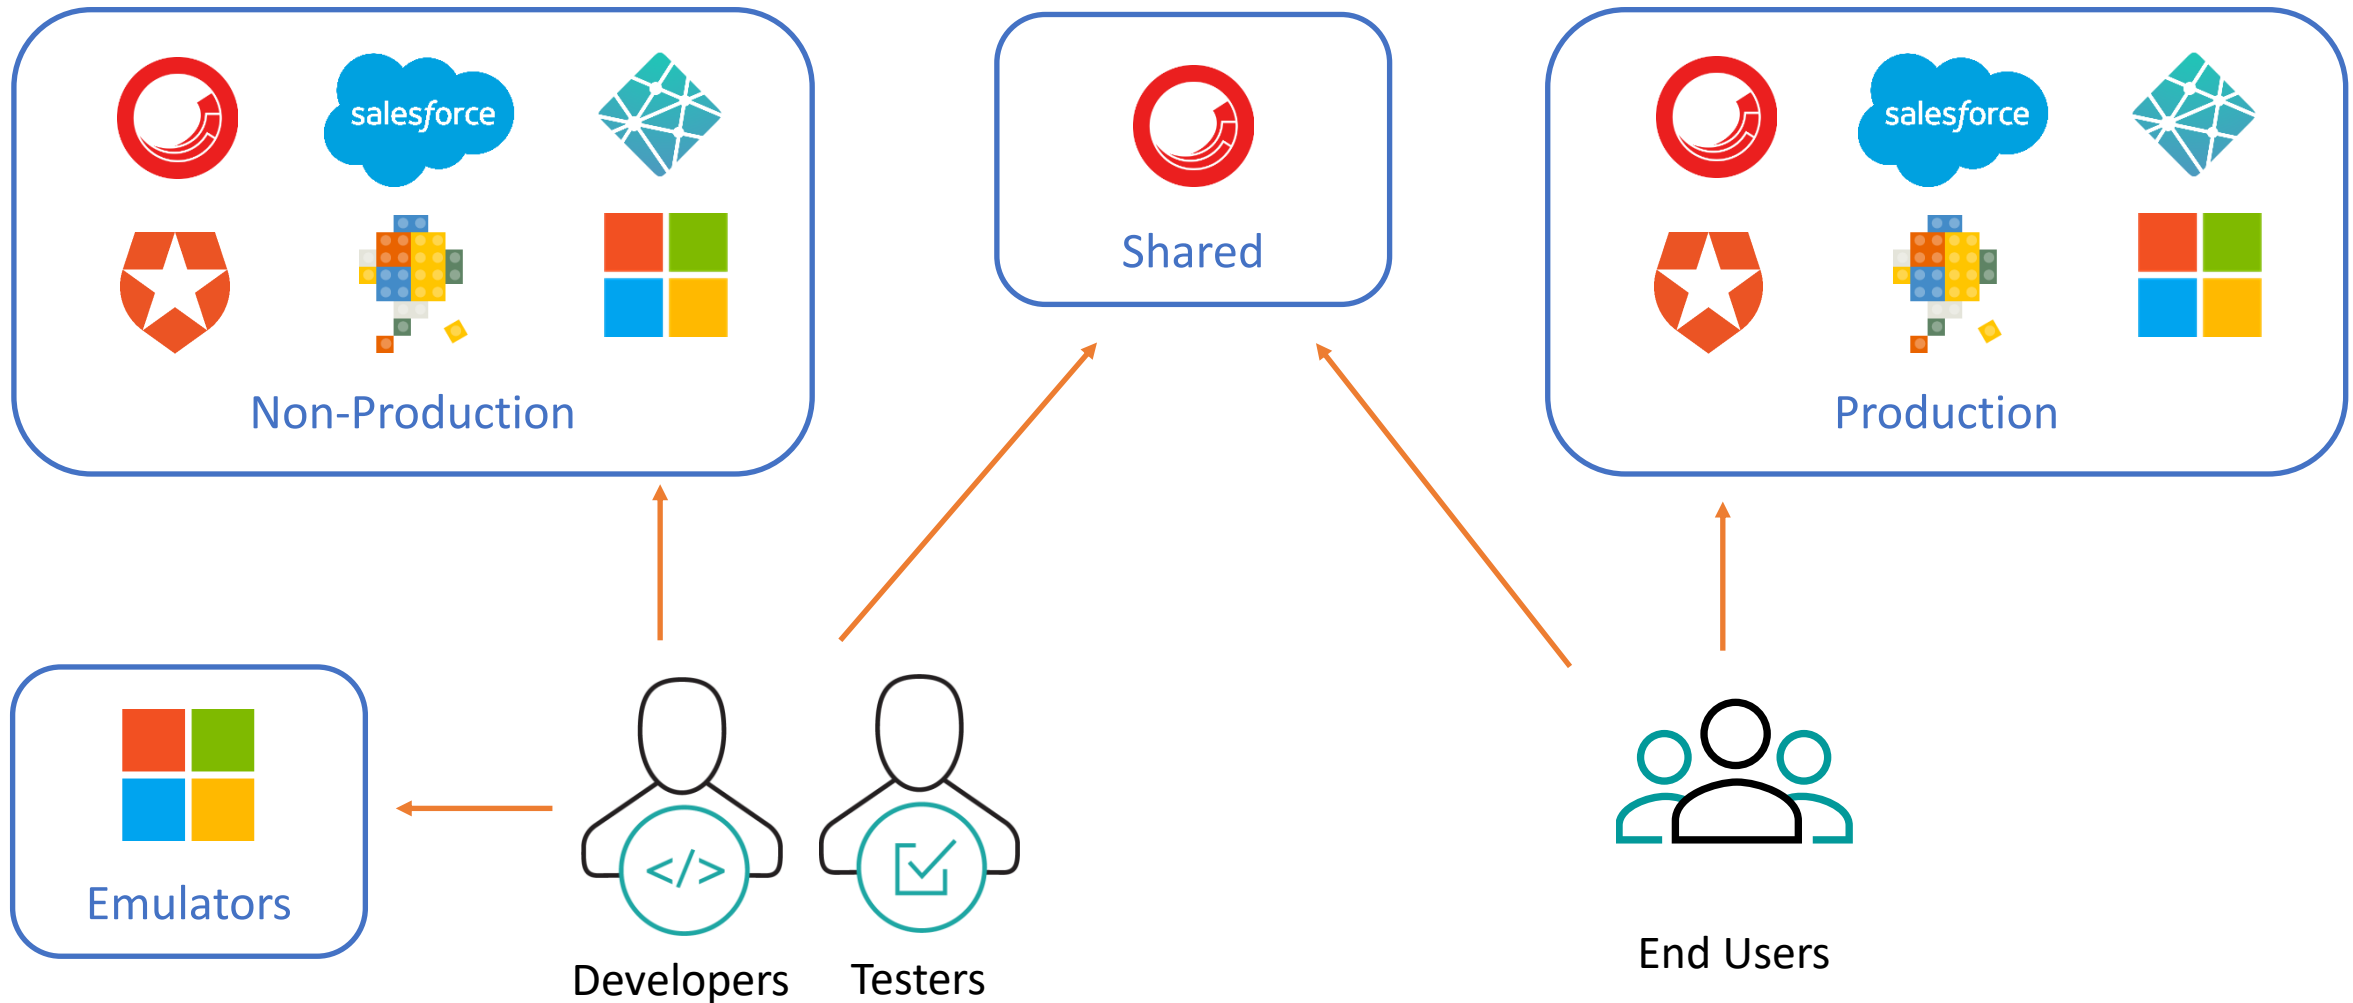 salesforce
Non-Production
Shared
salesforce
Production
Emulators
</>
Developers
Testers
End Users